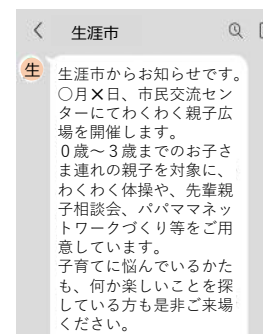 生涯市
生
生涯市からお知らせです。
〇月✕日、市民交流セン
ターにてわくわく親子広
場を開催します。
０歳～３歳までのお子さ
ま連れの親子を対象に、
わくわく体操や、先輩親
子相談会、パパママネッ
トワークづくり等をご用
意しています。
子育てに悩んでいるかた
も、何か楽しいことを探
している方も是非ご来場
ください。